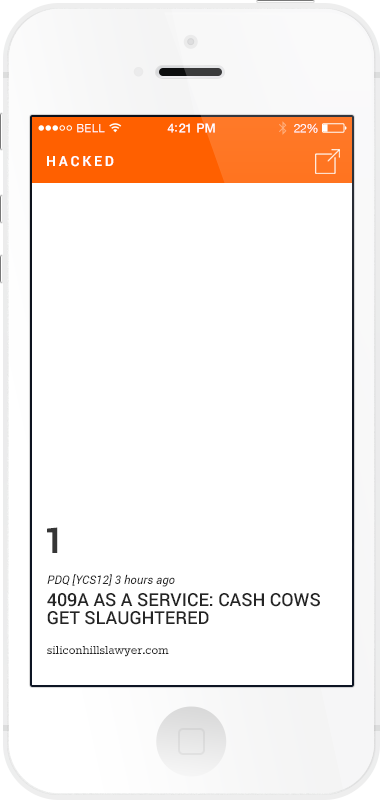 BELL 4:21 PM 22%
HACKED
1
PDQ [YCS12] 3 hours ago
409A AS A SERVICE: CASH COWS
GET SLAUGHTERED
siliconhillslawyer.com